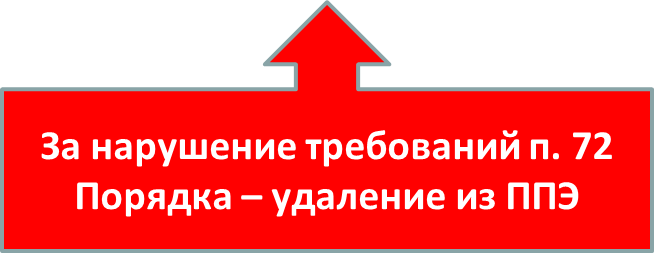 За нарушение требований п. 72
Порядка – удаление из ППЭ